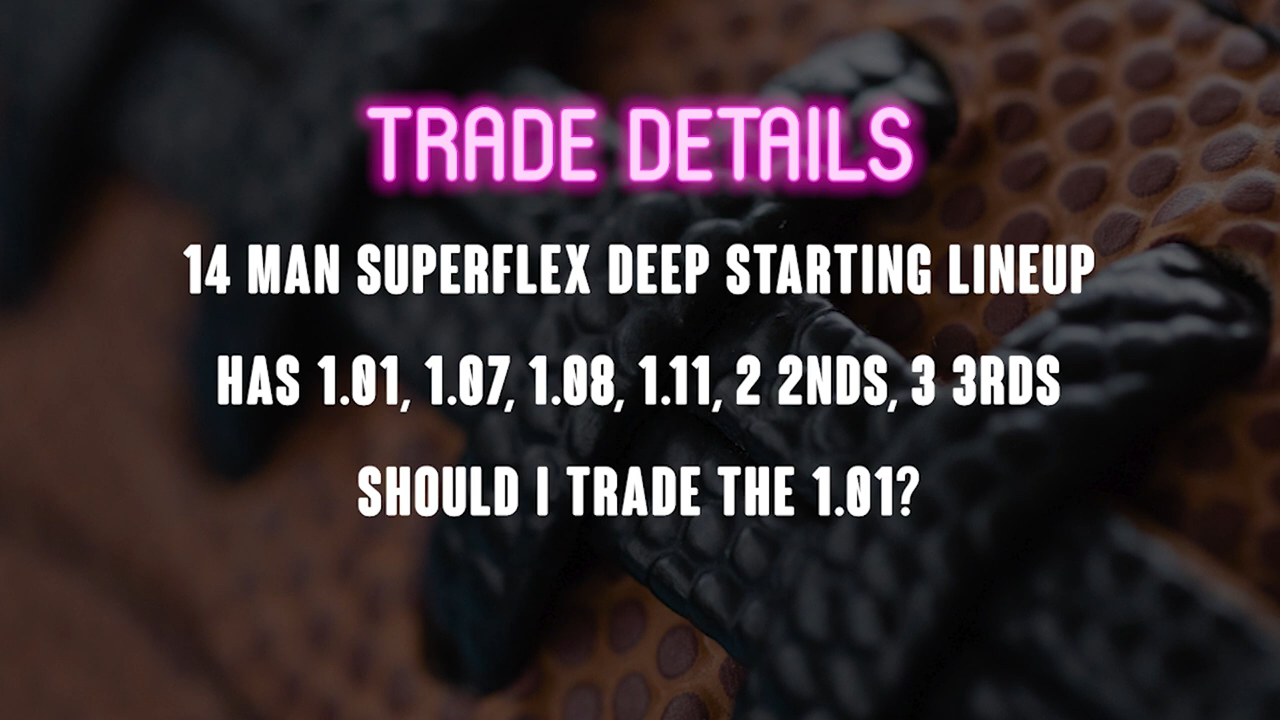 TRADE DETAILS
14 MAN SUPERFLEX DEEP STARTING LINEUP
HAS 1.01, 1.07, 1.08, 1.11, 2 2NDS, 3 3RDS
SHOULD I TRADE THE 1.01?